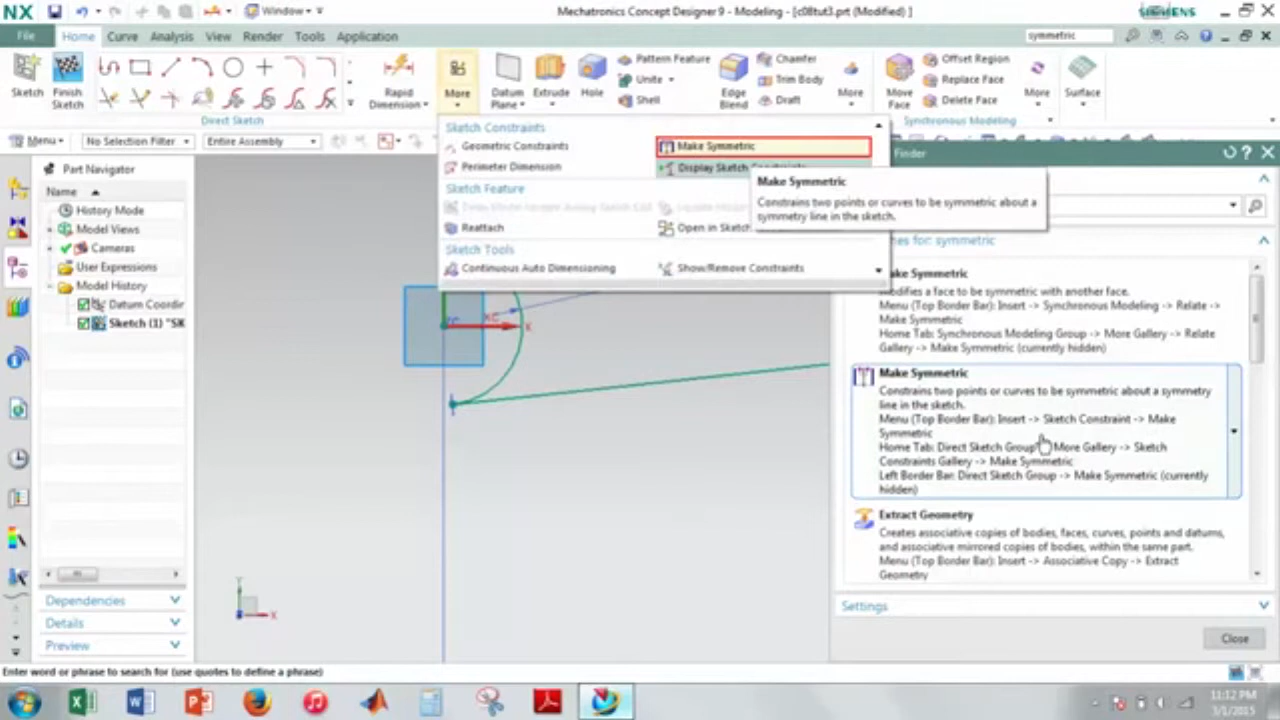 NX
Window
Mechatronics Concept Designer 9 - Modeling - [c08tut3.prt (Modified) ]
SIEMENS
File
Home
Curve
Analysis
View
Render
Tools
Application
symmetric
Sketch
Finish Sketch
Rapid Dimension
More
Datum Plane
Extrude
Hole
Pattern Feature
Unite
Shell
Edge Blend
Chamfer
Trim Body
Draft
More
Move Face
Offset Region
Replace Face
Delete Face
More
Surface
Direct Sketch
Synchronous Modeling
Menu
No Selection Filter
Entire Assembly
Sketch Constraints
Geometric Constraints
Make Symmetric
Perimeter Dimension
Display Sketch Constraints
Sketch Feature
Reattach
Open in Sketch
Sketch Tools
Continuous Auto Dimensioning
Show/Remove Constraints
Make Symmetric
Constrains two points or curves to be symmetric about a
symmetry line in the sketch.
Part Navigator
Name
History Mode
Model Views
Cameras
User Expressions
Model History
Datum Coordir
Sketch (1) "SK
Dependencies
Details
Preview
XC
X
Y
X
Finder
hes for: symmetric
ake Symmetric
Modifies a face to be symmetric with another face.
Menu (Top Border Bar): Insert -> Synchronous Modeling -> Relate ->
Make Symmetric
Home Tab: Synchronous Modeling Group -> More Gallery -> Relate
Gallery -> Make Symmetric (currently hidden)
Make Symmetric
Constrains two points or curves to be symmetric about a symmetry
line in the sketch.
Menu (Top Border Bar): Insert -> Sketch Constraint -> Make
Symmetric
Home Tab: Direct Sketch Group -> More Gallery -> Sketch
Constraints Gallery -> Make Symmetric
Left Border Bar: Direct Sketch Group -> Make Symmetric (currently
hidden)
Extract Geometry
Creates associative copies of bodies, faces, curves, points and datums,
and associative mirrored copies of bodies, within the same part.
Menu (Top Border Bar): Insert -> Associative Copy -> Extract
Geometry
Settings
Close
Enter word or phrase to search for (use quotes to define a phrase)
11:12 PM
3/1/2015